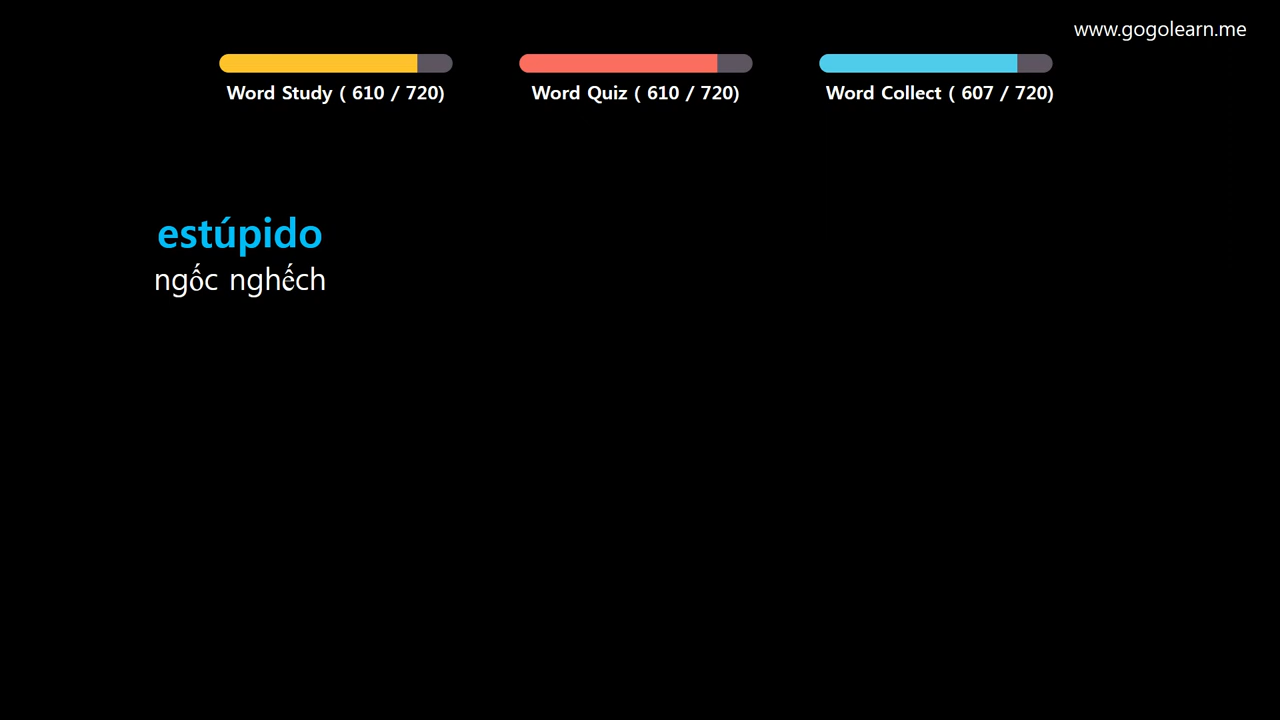 www.gogolearn.me
Word Study ( 610 / 720)
Word Quiz ( 610 / 720)
Word Collect ( 607 / 720)
estúpido
ngốc nghếch